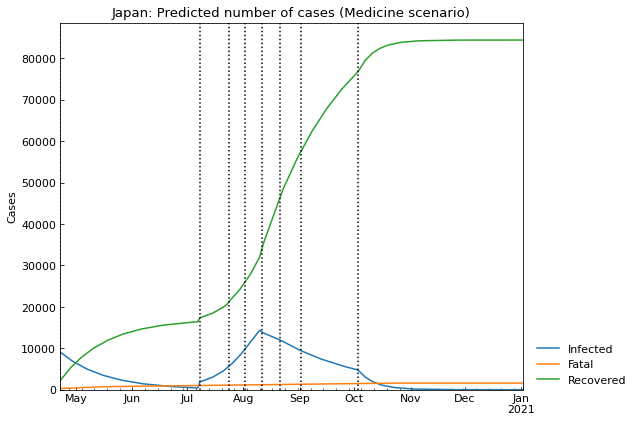 Japan: Predicted number of cases (Medicine scenario)
Cases
80000
70000
60000
50000
40000
30000
20000
10000
0
May Jun Jul Aug Sep Oct Nov Dec Jan
2021
Infected
Fatal
Recovered